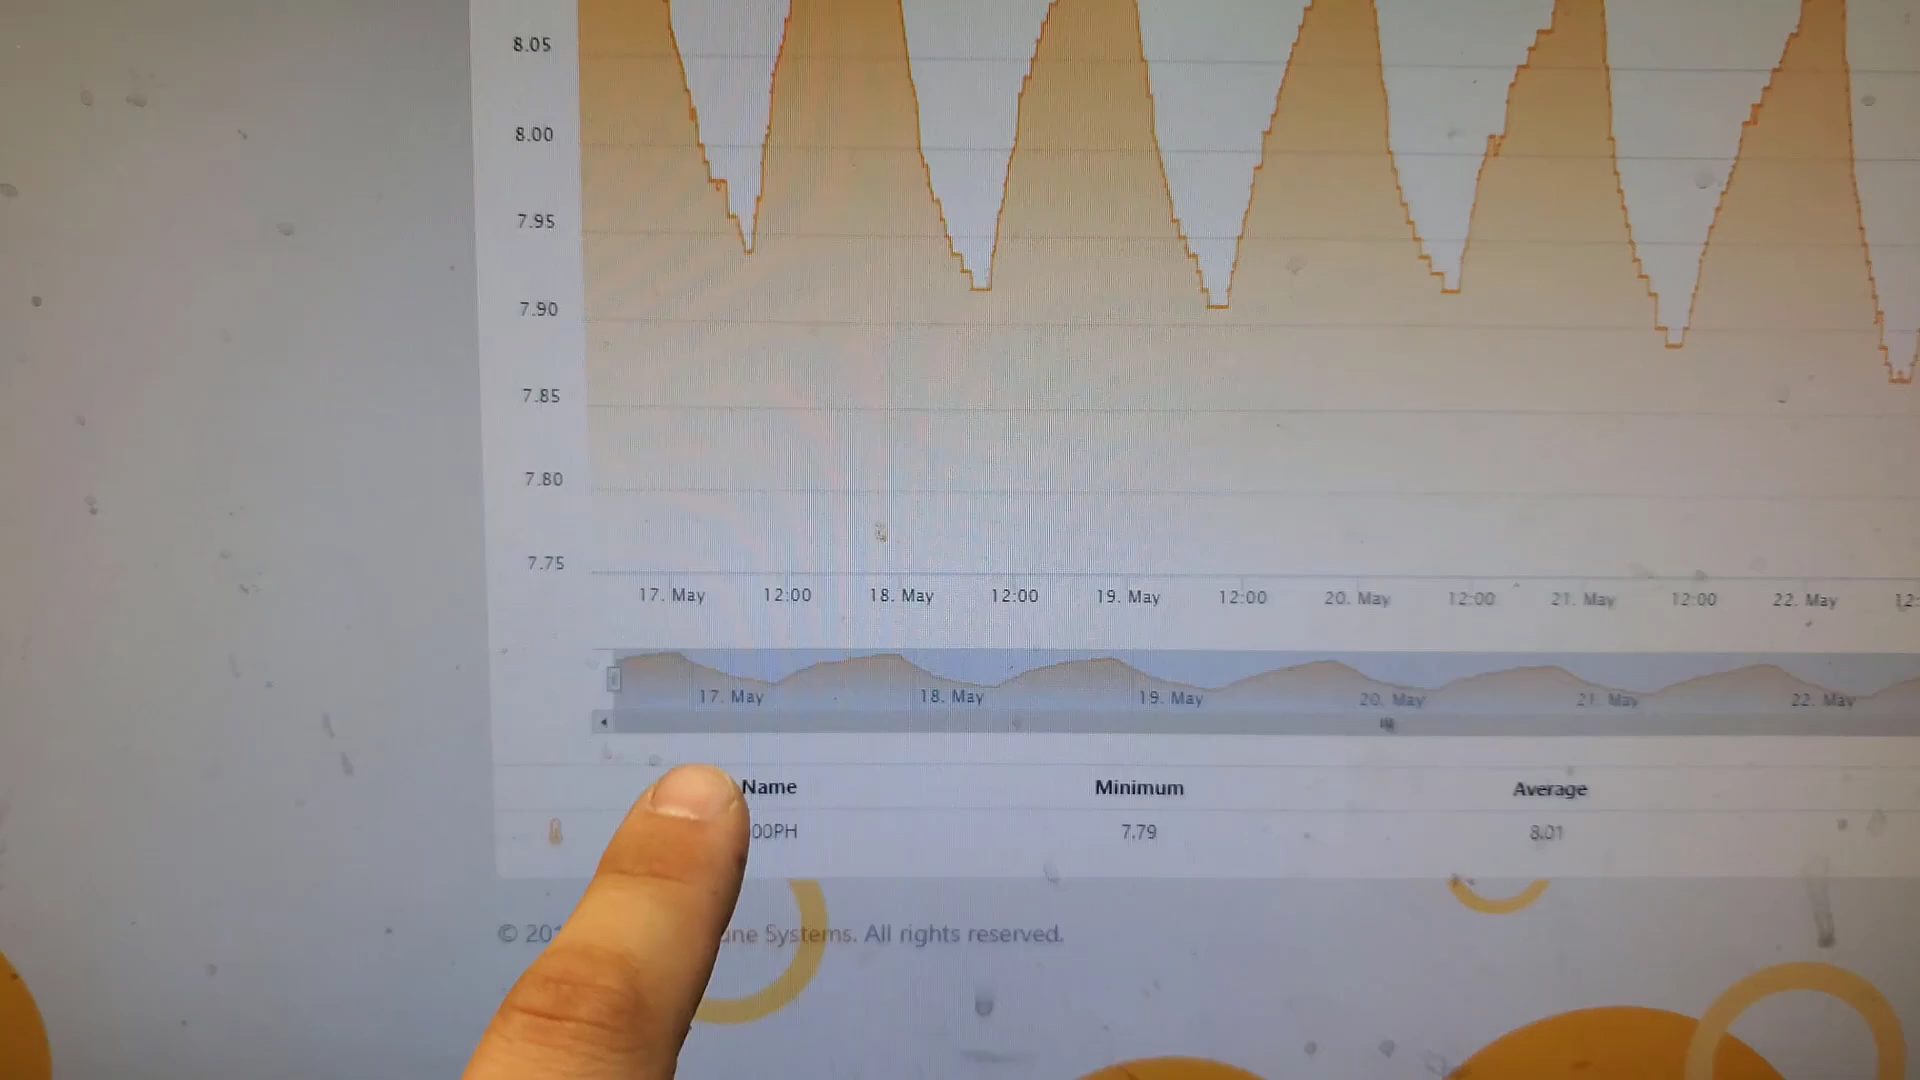 8.05
8.00
7.95
7.90
7.85
7.80
7.75
17. May 12:00 18. May 12:00 19. May 12:00 20. May 12:00 21. May 12:00 22. May
17. May 18. May 19. May 20. May 21. May 22. May
Name Minimum Average
00PH 7.79 8.01
© 20 Systems. All rights reserved.